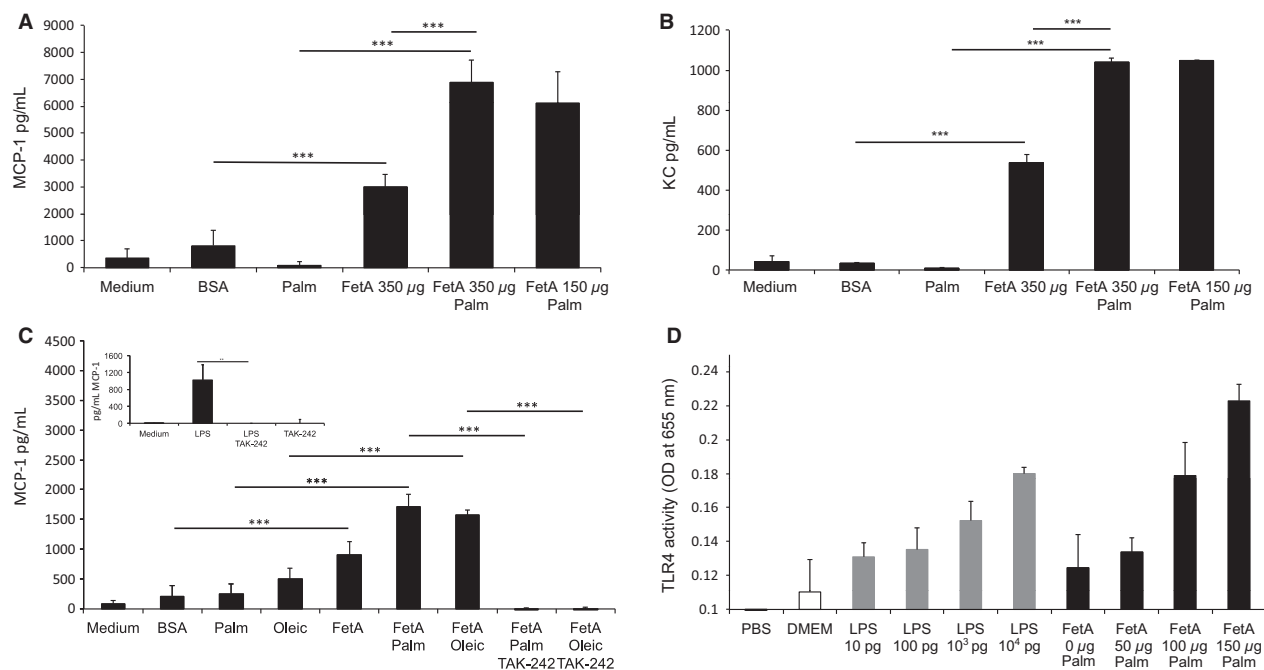 A
MCP-1 pg/mL
9000
8000
7000
6000
5000
4000
3000
2000
1000
0
***
***
***
Medium BSA Palm FetA 350 µg FetA 350 µg FetA 150 µg
Palm Palm
B
KC pg/mL
1200
1000
800
600
400
200
0
***
***
***
Medium BSA Palm FetA 350 µg FetA 350 µg FetA 150 µg
Palm Palm
C
MCP-1 pg/mL
4500
4000
3500
3000
2500
2000
1500
1000
500
0
pg/mL MCP-1
1600
1200
800
400
0
Medium LPS LPS TAK-242
TAK-242
***
***
***
***
***
Medium BSA Palm Oleic FetA FetA FetA FetA FetA
Palm Oleic Palm Oleic
TAK-242 TAK-242
D
TLR4 activity (OD at 655 nm)
0.24
0.22
0.2
0.18
0.16
0.14
0.12
0.1
PBS DMEM LPS LPS LPS LPS FetA FetA FetA FetA
10 pg 100 pg 10³ pg 10⁴ pg 0 µg 50 µg 100 µg 150 µg
Palm Palm Palm Palm